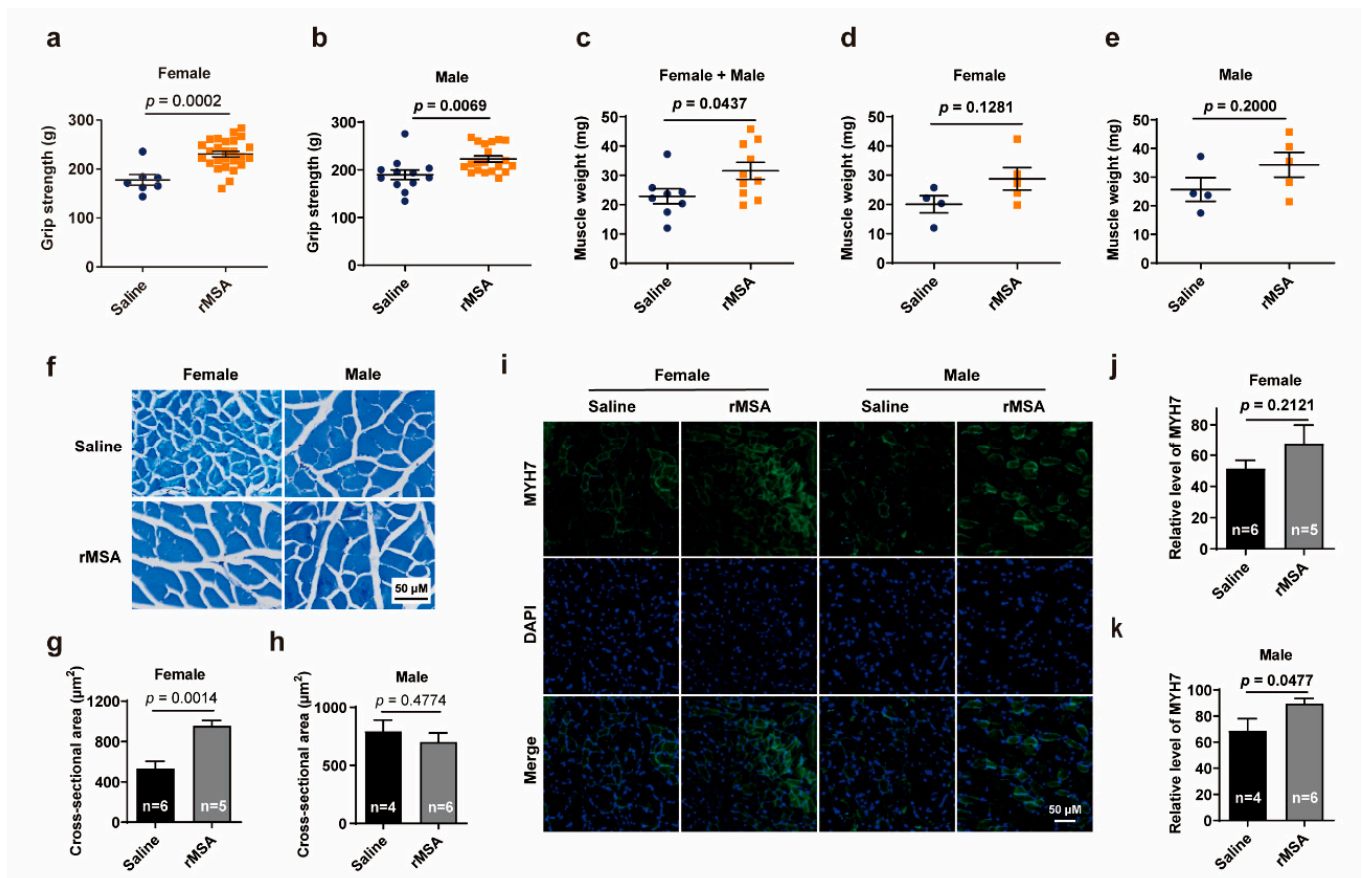 a
Female
p = 0.0002
Grip strength (g)
300
200
100
0
Saline
rMSA
b
Male
p = 0.0069
Grip strength (g)
300
200
100
0
Saline
rMSA
c
Female + Male
p = 0.0437
Muscle weight (mg)
50
40
30
20
10
0
Saline
rMSA
d
Female
p = 0.1281
Muscle weight (mg)
50
40
30
20
10
0
Saline
rMSA
e
Male
p = 0.2000
Muscle weight (mg)
50
40
30
20
10
0
Saline
rMSA
f
Female
Male
Saline
rMSA
50 µM
g
Female
p = 0.0014
Cross-sectional area (µm²)
1200
800
400
0
n=6
n=5
Saline
rMSA
h
Male
p = 0.4774
Cross-sectional area (µm²)
1000
500
0
n=4
n=6
Saline
rMSA
i
Female
Male
Saline
rMSA
Saline
rMSA
MYH7
DAPI
Merge
50 µM
j
Female
p = 0.2121
Relative level of MYH7
80
60
40
20
0
n=6
n=5
Saline
rMSA
k
Male
p = 0.0477
Relative level of MYH7
100
80
60
40
20
0
n=4
n=6
Saline
rMSA